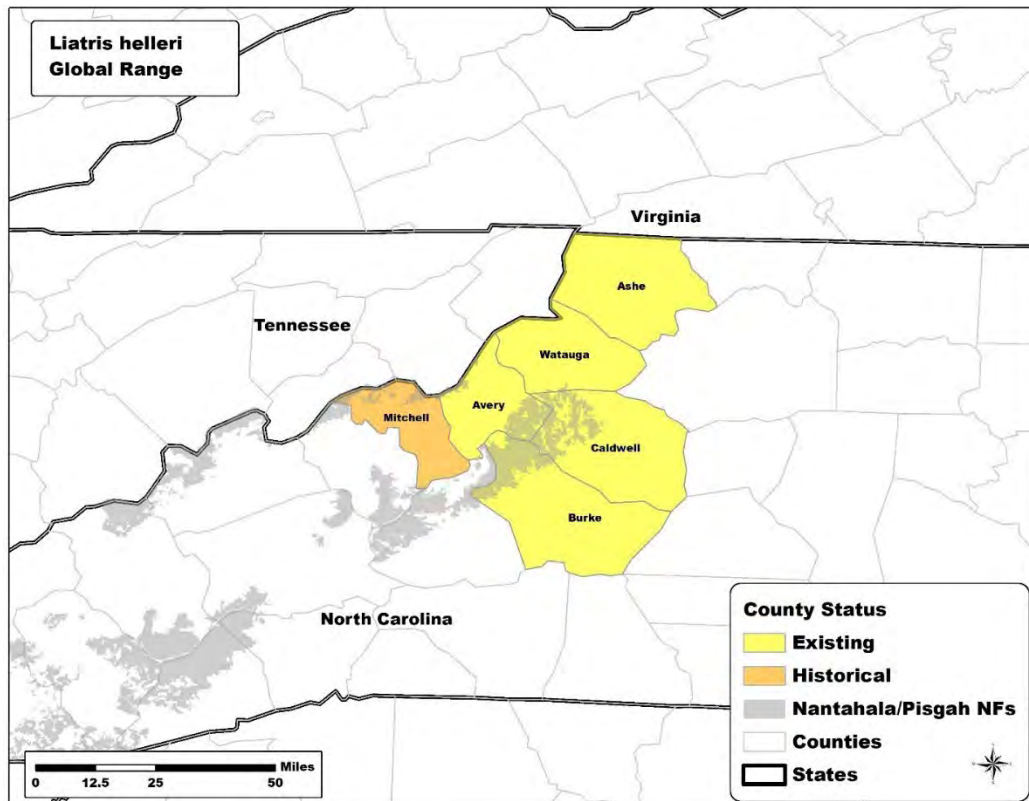 Liatris helleri
Global Range
Virginia
Ashe
Tennessee
Watauga
Avery
Mitchell
Caldwell
Burke
North Carolina
County Status
Existing
Historical
Nantahala/Pisgah NFs
Counties
States
Miles
0 12.5 25 50